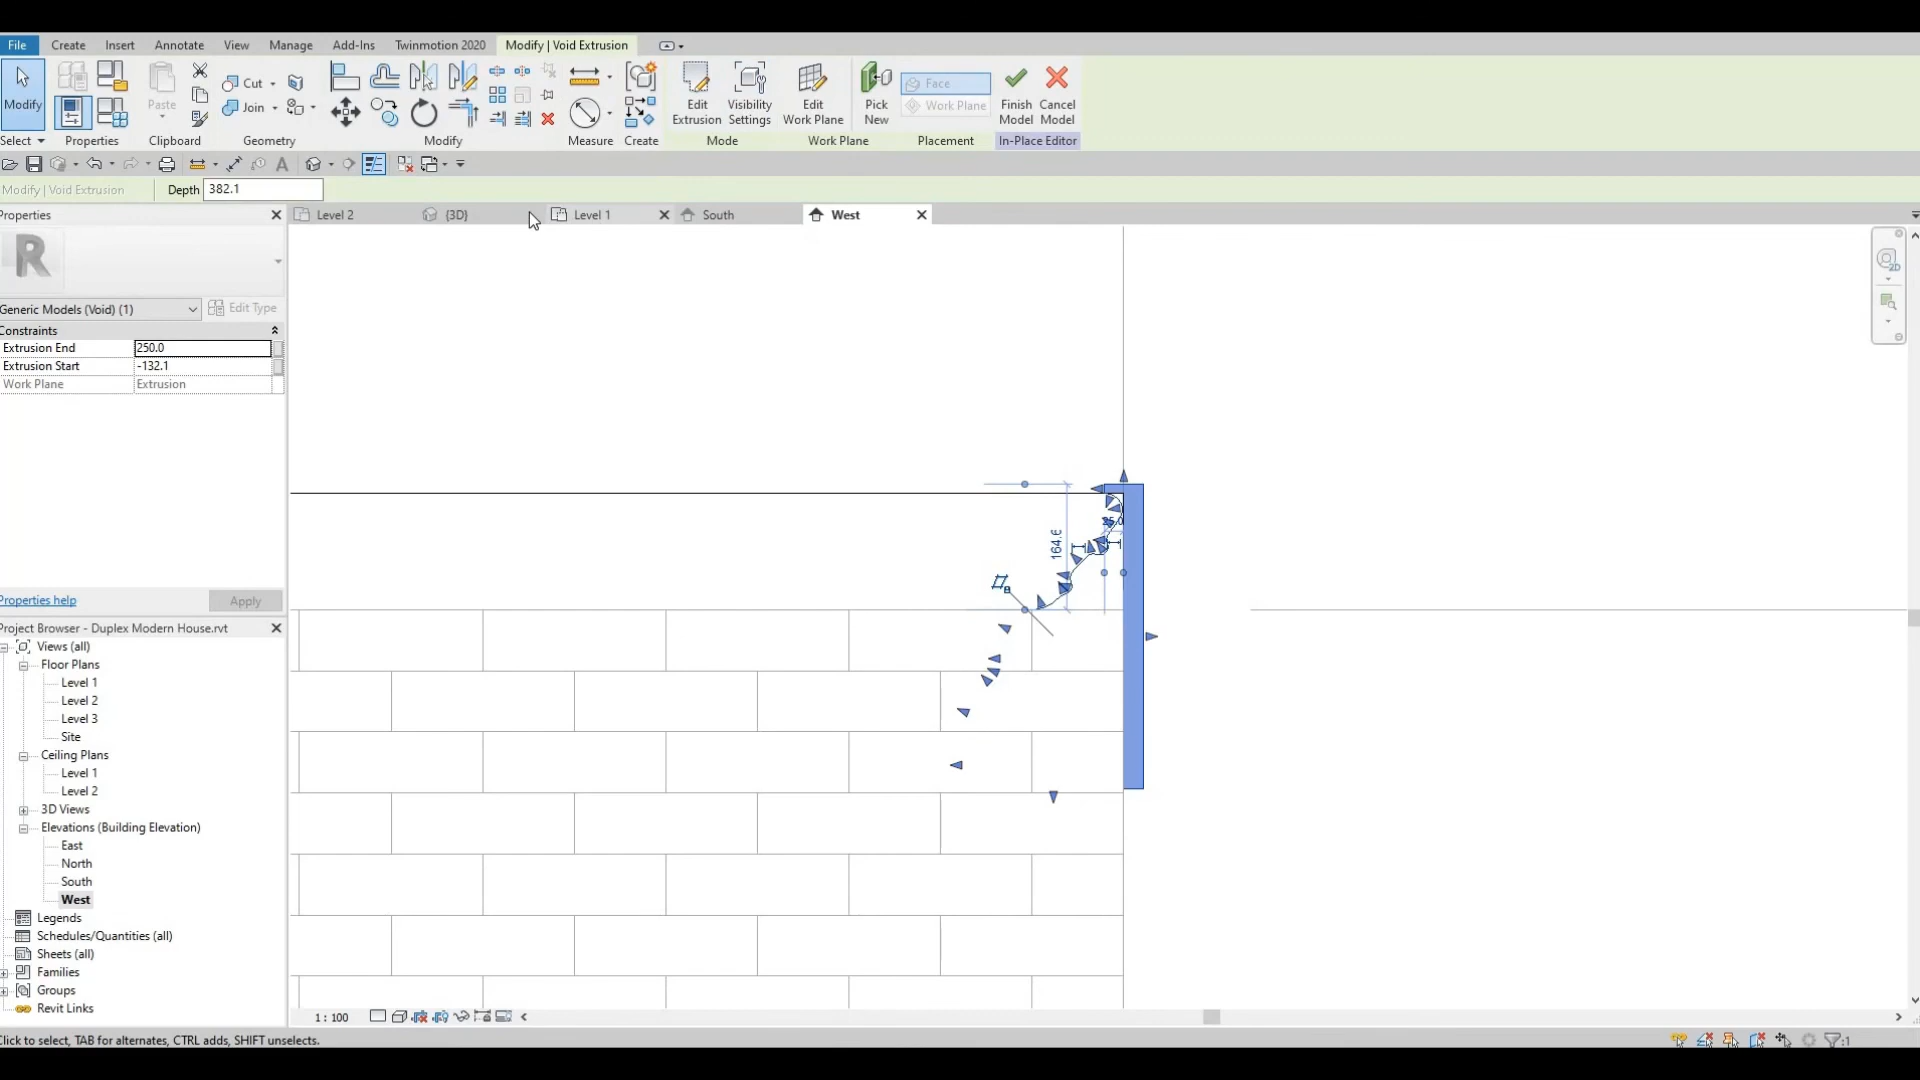 File Create Insert Annotate View Manage Add-Ins Twinmotion 2020 Modify | Void Extrusion
Modify Paste Cut Join Edit Extrusion Visibility Settings Edit Work Plane Pick New Face Work Plane Finish Model Cancel Model
Select Properties Clipboard Geometry Modify Measure Create Mode Work Plane Placement In-Place Editor
Modify | Void Extrusion Depth 382.1
Properties Level 2 {3D} Level 1 South West
R
2D
Generic Models (Void) (1) Edit Type
Constraints
Extrusion End 250.0
Extrusion Start -132.1
Work Plane Extrusion
164.6
Properties help Apply
Project Browser - Duplex Modern House.rvt
Views (all)
Floor Plans
Level 1
Level 2
Level 3
Site
Ceiling Plans
Level 1
Level 2
3D Views
Elevations (Building Elevation)
East
North
South
West
Legends
Schedules/Quantities (all)
Sheets (all)
Families
Groups
Revit Links
1 : 100
Click to select, TAB for alternates, CTRL adds, SHIFT unselects.
:1